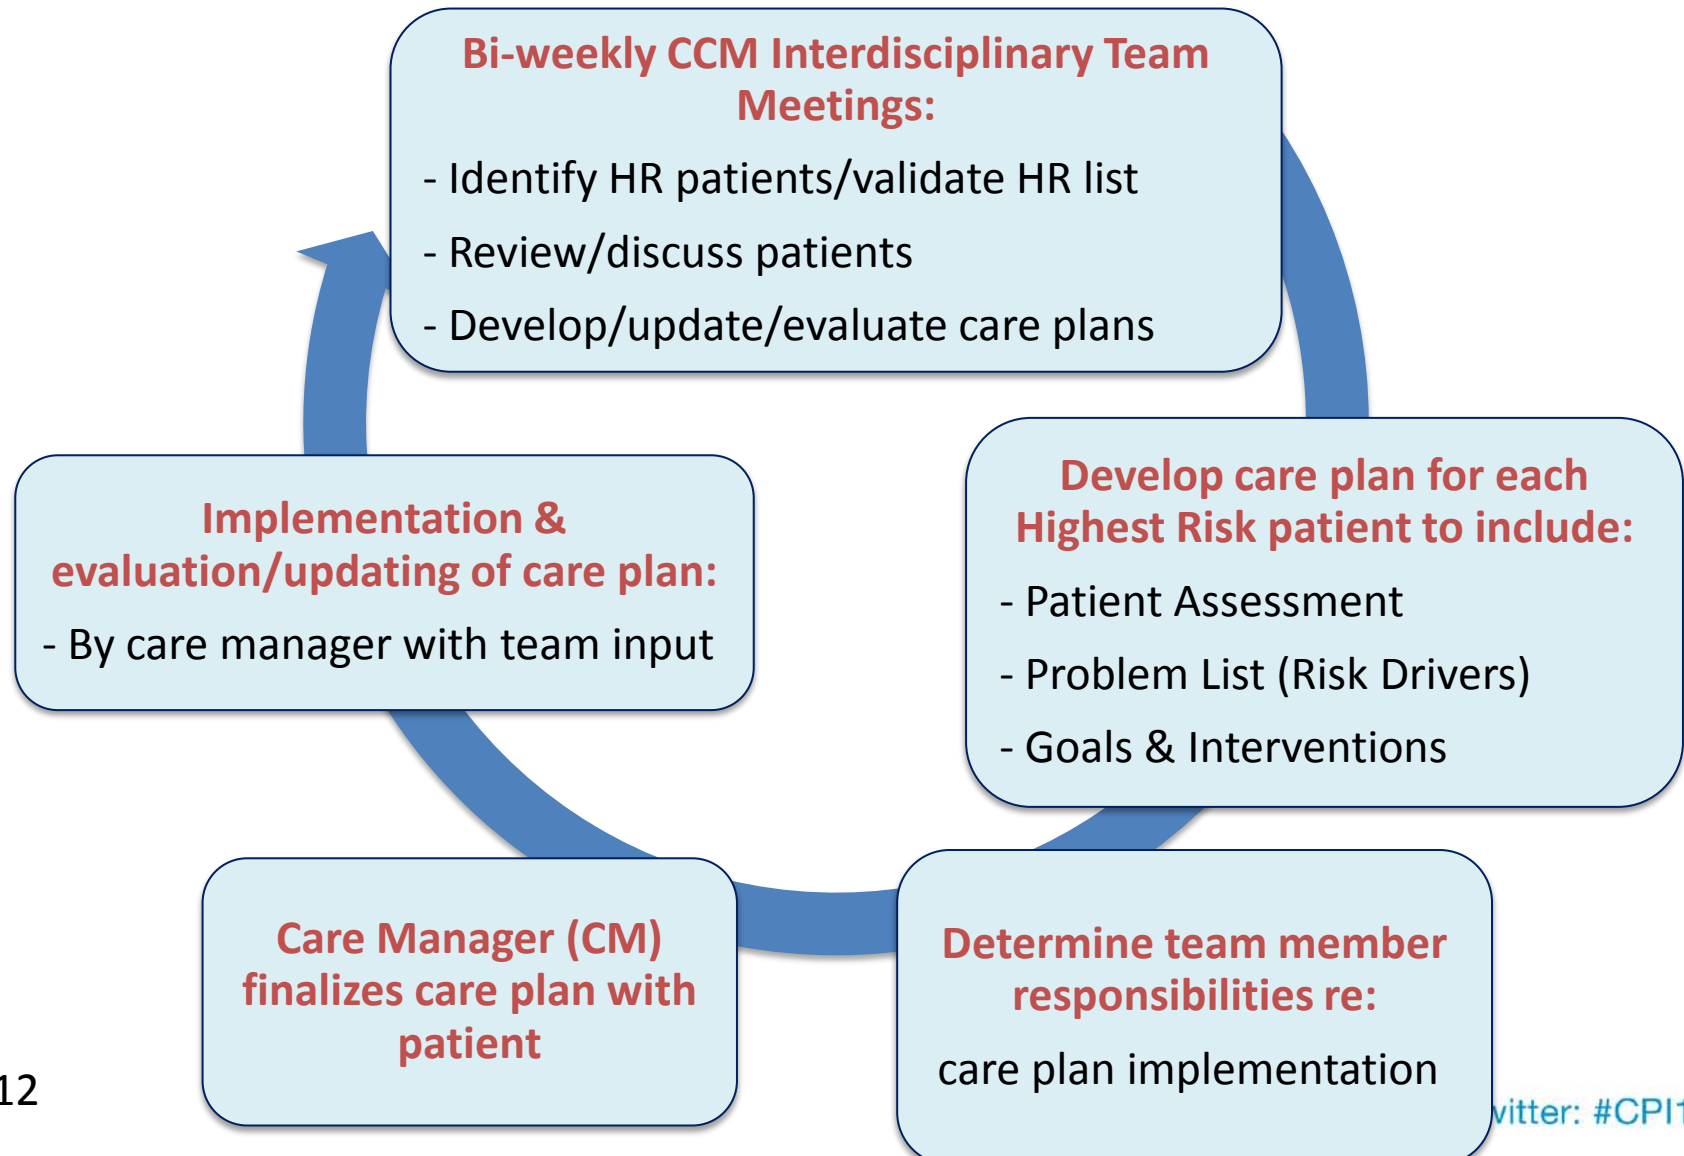 Bi-weekly CCM Interdisciplinary Team
Meetings:
- Identify HR patients/validate HR list
- Review/discuss patients
- Develop/update/evaluate care plans
Develop care plan for each
Highest Risk patient to include:
- Patient Assessment
- Problem List (Risk Drivers)
- Goals & Interventions
Determine team member
responsibilities re:
care plan implementation
Care Manager (CM)
finalizes care plan with
patient
Implementation &
evaluation/updating of care plan:
- By care manager with team input
12
witter: #CPI1